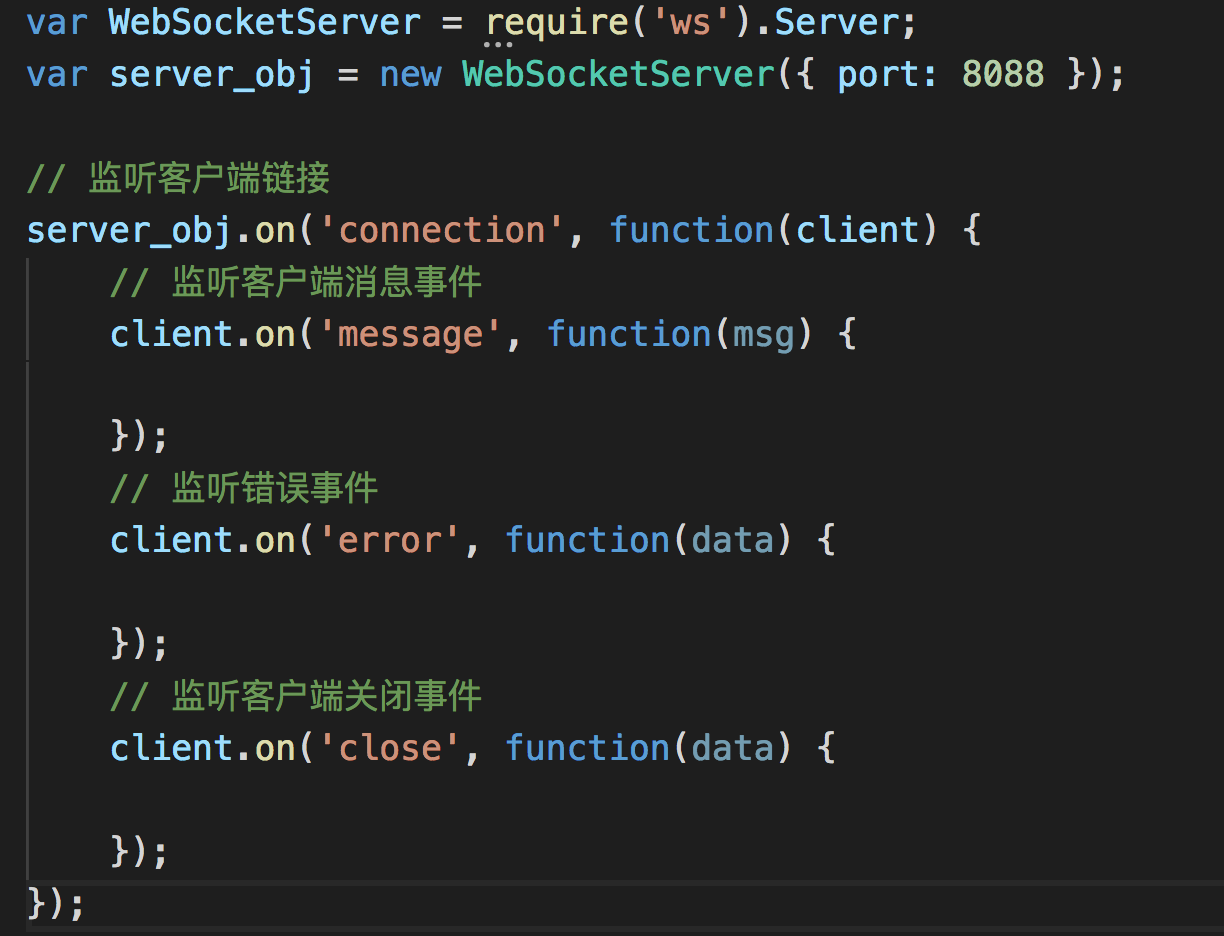 var WebSocketServer = require('ws').Server;
var server_obj = new WebSocketServer({ port: 8088 });

// 监听客户端链接
server_obj.on('connection', function(client) {
    // 监听客户端消息事件
    client.on('message', function(msg) {

    });
    // 监听错误事件
    client.on('error', function(data) {

    });
    // 监听客户端关闭事件
    client.on('close', function(data) {

    });
});